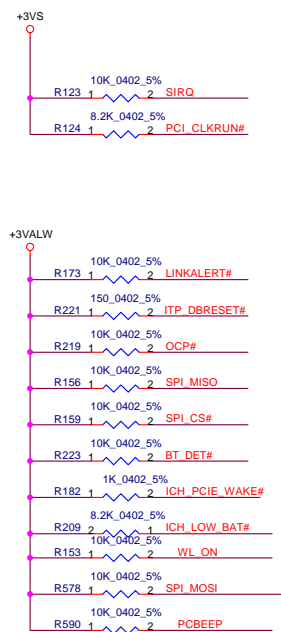 +3VS
10K_0402_5%
R123 1 2 SIRQ
8.2K_0402_5%
R124 1 2 PCI_CLKRUN#
+3VALW
10K_0402_5%
R173 1 2 LINKALERT#
150_0402_5%
R221 1 2 ITP_DBRESET#
10K_0402_5%
R219 1 2 OCP#
10K_0402_5%
R156 1 2 SPI_MISO
10K_0402_5%
R159 1 2 SPI_CS#
10K_0402_5%
R223 1 2 BT_DET#
1K_0402_5%
R182 1 2 ICH_PCIE_WAKE#
8.2K_0402_5%
R209 2 1 ICH_LOW_BAT#
10K_0402_5%
R153 1 2 WL_ON
10K_0402_5%
R578 1 2 SPI_MOSI
10K_0402_5%
R590 1 2 PCBEEP